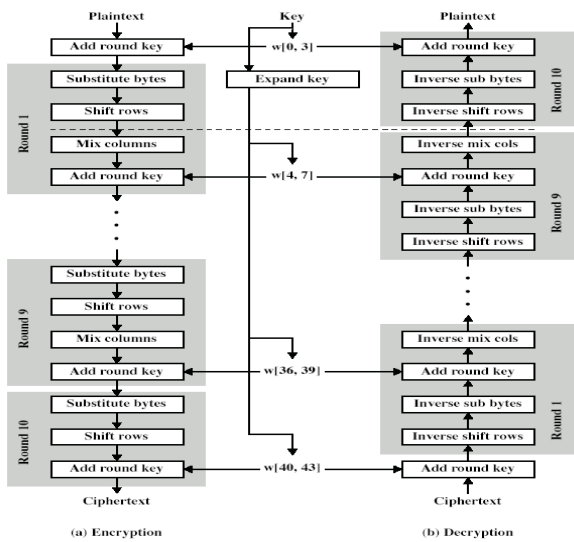 Plaintext
Key
Plaintext
Add round key
w[0, 3]
Add round key
Substitute bytes
Expand key
Inverse sub bytes
Shift rows
Inverse shift rows
Round 1
Round 10
Mix columns
Inverse mix cols
Add round key
w[4, 7]
Add round key
Inverse sub bytes
Inverse shift rows
Round 9
Substitute bytes
Shift rows
Mix columns
Inverse mix cols
Round 9
Add round key
w[36, 39]
Add round key
Substitute bytes
Inverse sub bytes
Shift rows
Inverse shift rows
Round 10
Round 1
Add round key
w[40, 43]
Add round key
Ciphertext
Ciphertext
(a) Encryption
(b) Decryption